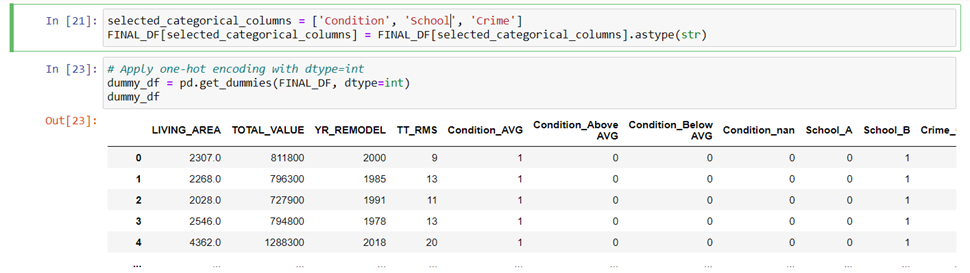 In [21]: selected_categorical_columns = ['Condition', 'School', 'Crime']
FINAL_DF[selected_categorical_columns] = FINAL_DF[selected_categorical_columns].astype(str)
In [23]: # Apply one-hot encoding with dtype=int
dummy_df = pd.get_dummies(FINAL_DF, dtype=int)
dummy_df
Out[23]:
LIVING_AREA TOTAL_VALUE YR_REMODEL TT_RMS Condition_AVG Condition_Above AVG Condition_Below AVG Condition_nan School_A School_B Crime_
0 2307.0 811800 2000 9 1 0 0 0 0 1
1 2268.0 796300 1985 13 1 0 0 0 0 1
2 2028.0 727900 1991 11 1 0 0 0 0 1
3 2546.0 794800 1978 13 1 0 0 0 0 1
4 4362.0 1288300 2018 20 1 0 0 0 0 1
... ... ... ... ... ... ... ... ... ... ...